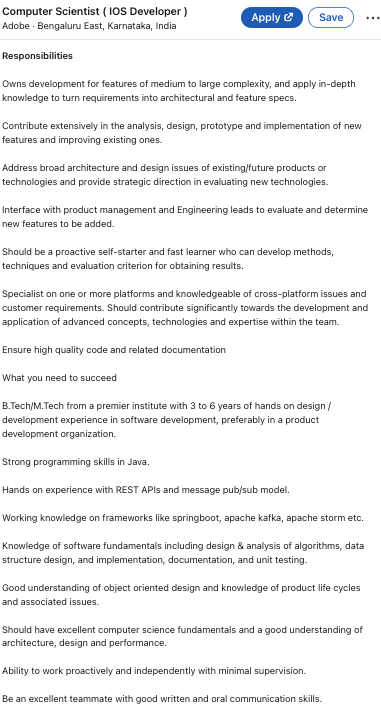 Computer Scientist ( IOS Developer )
Adobe · Bengaluru East, Karnataka, India
Apply
Save
Responsibilities
Owns development for features of medium to large complexity, and apply in-depth
knowledge to turn requirements into architectural and feature specs.
Contribute extensively in the analysis, design, prototype and implementation of new
features and improving existing ones.
Address broad architecture and design issues of existing/future products or
technologies and provide strategic direction in evaluating new technologies.
Interface with product management and Engineering leads to evaluate and determine
new features to be added.
Should be a proactive self-starter and fast learner who can develop methods,
techniques and evaluation criterion for obtaining results.
Specialist on one or more platforms and knowledgeable of cross-platform issues and
customer requirements. Should contribute significantly towards the development and
application of advanced concepts, technologies and expertise within the team.
Ensure high quality code and related documentation
What you need to succeed
B.Tech/M.Tech from a premier institute with 3 to 6 years of hands on design /
development experience in software development, preferably in a product
development organization.
Strong programming skills in Java.
Hands on experience with REST APIs and message pub/sub model.
Working knowledge on frameworks like springboot, apache kafka, apache storm etc.
Knowledge of software fundamentals including design & analysis of algorithms, data
structure design, and implementation, documentation, and unit testing.
Good understanding of object oriented design and knowledge of product life cycles
and associated issues.
Should have excellent computer science fundamentals and a good understanding of
architecture, design and performance.
Ability to work proactively and independently with minimal supervision.
Be an excellent teammate with good written and oral communication skills.